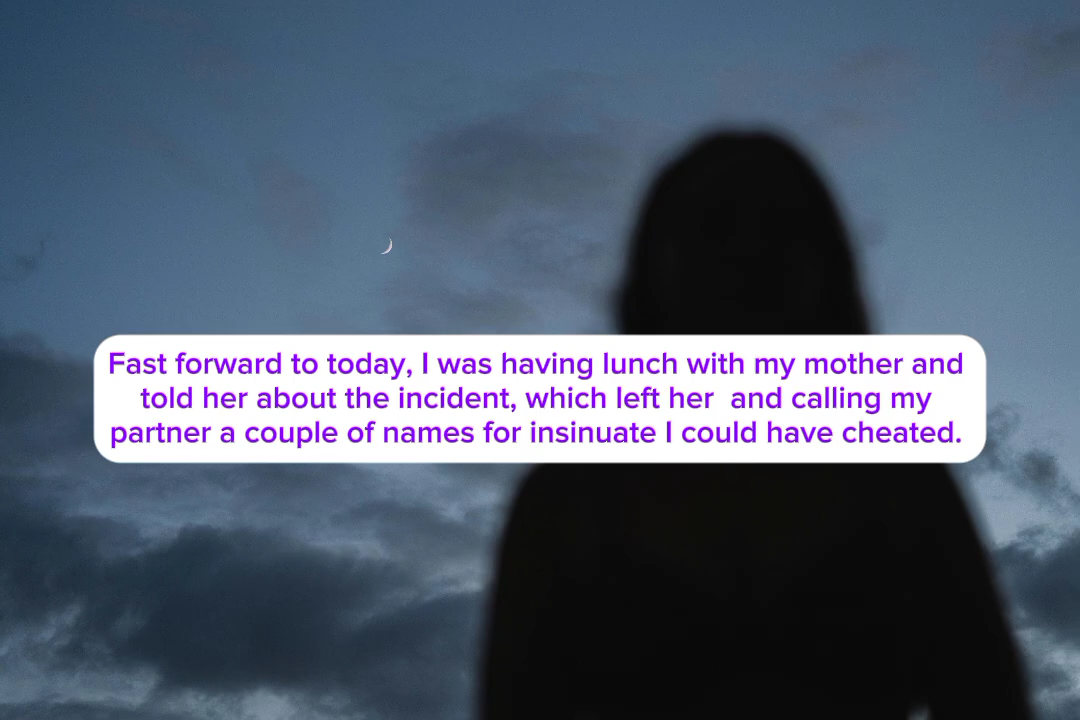 Fast forward to today, I was having lunch with my mother and
told her about the incident, which left her  and calling my
partner a couple of names for insinuate I could have cheated.